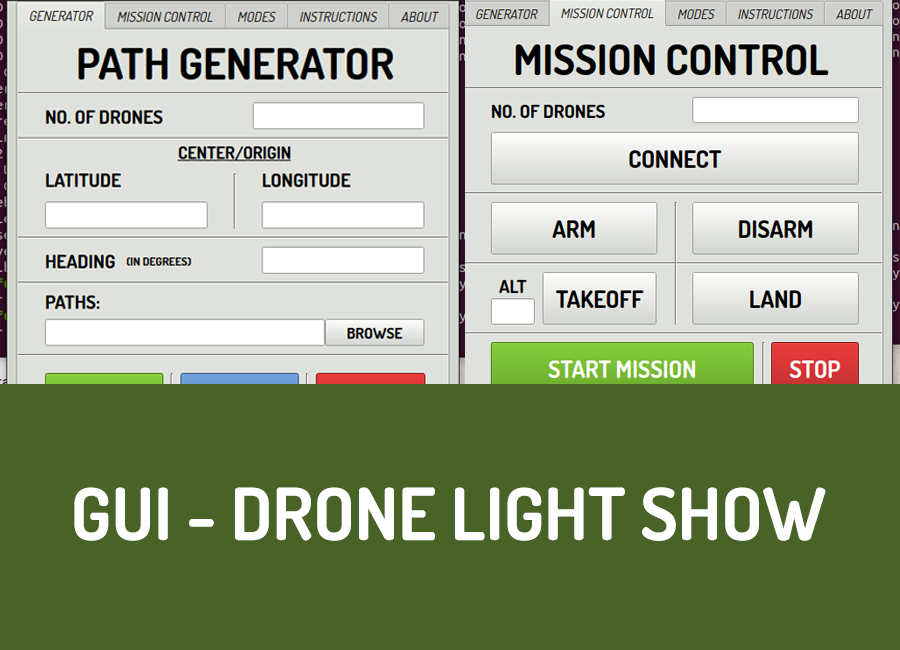 GENERATOR MISSION CONTROL MODES INSTRUCTIONS ABOUT
PATH GENERATOR
NO. OF DRONES
CENTER/ORIGIN
LATITUDE LONGITUDE
HEADING (IN DEGREES)
PATHS:
BROWSE
GENERATOR MISSION CONTROL MODES INSTRUCTIONS ABOUT
MISSION CONTROL
NO. OF DRONES
CONNECT
ARM DISARM
ALT TAKEOFF LAND
START MISSION STOP
GUI - DRONE LIGHT SHOW